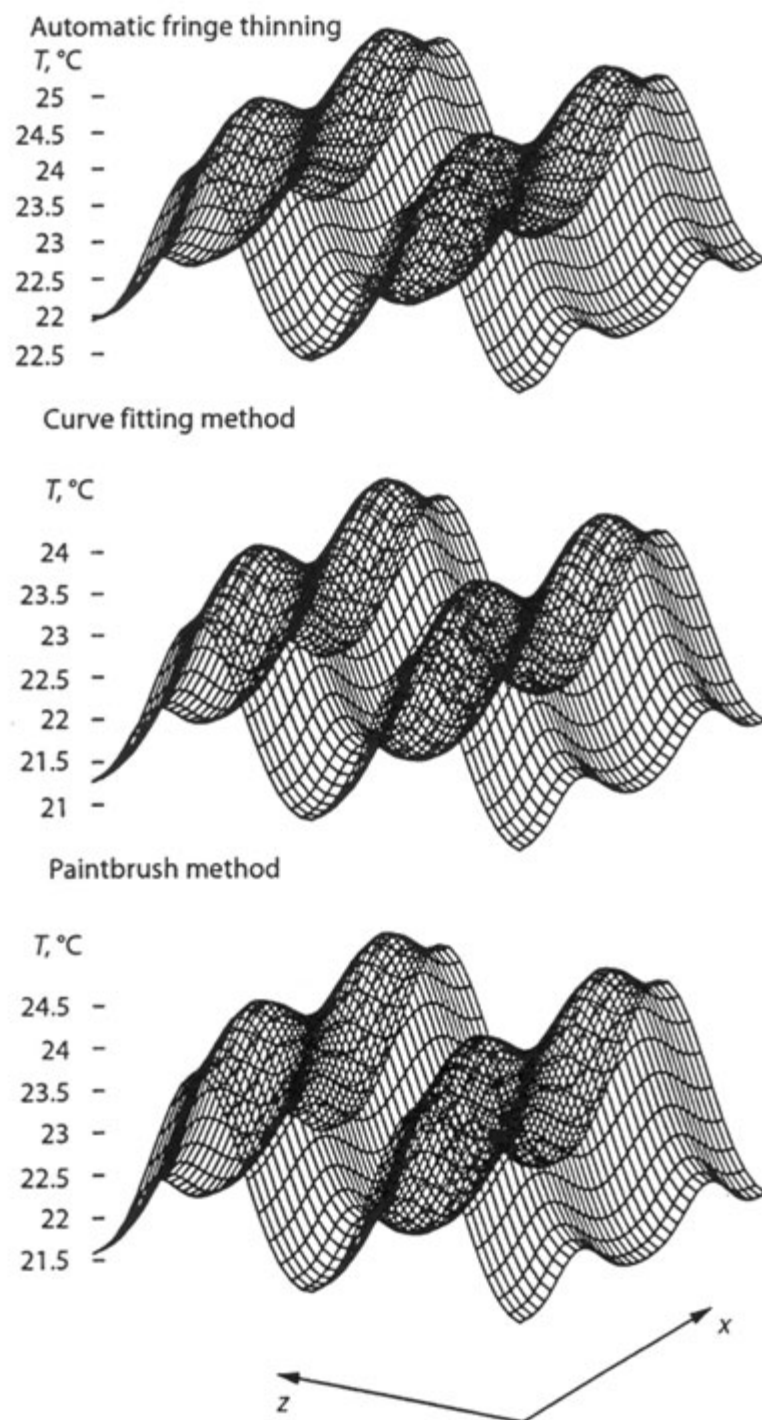 Automatic fringe thinning
T, °C
25
24.5
24
23.5
23
22.5
22
22.5
Curve fitting method
T, °C
24
23.5
23
22.5
22
21.5
21
Paintbrush method
T, °C
24.5
24
23.5
23
22.5
22
21.5
x
z